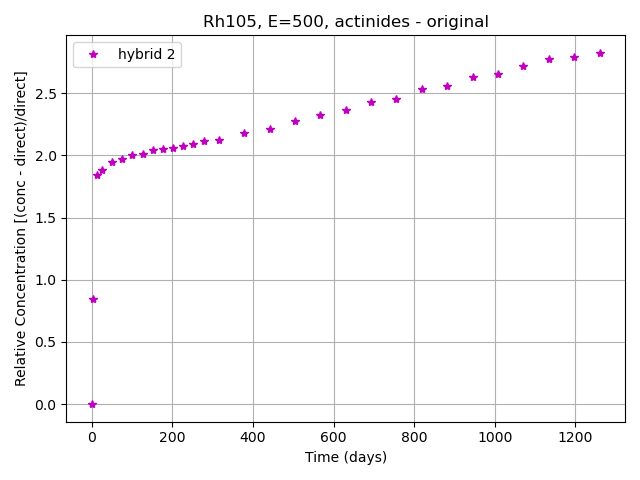 Rh105, E=500, actinides - original
hybrid 2
Relative Concentration [(conc - direct)/direct]
2.5
2.0
1.5
1.0
0.5
0.0
0 200 400 600 800 1000 1200
Time (days)